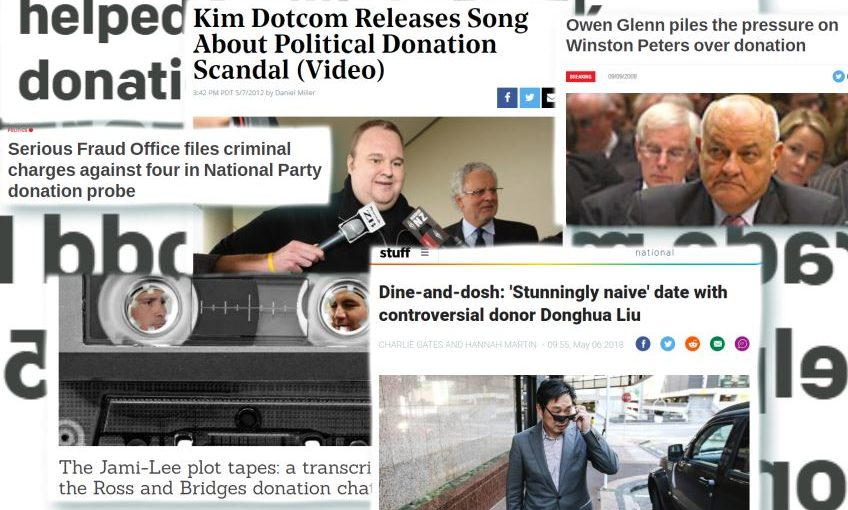 helped
donati
Kim Dotcom Releases Song
About Political Donation
Scandal (Video)
3:42 PM PDT 5/7/2012 by Daniel Miller
Owen Glenn piles the pressure on
Winston Peters over donation
BREAKING
09/09/2008
POLITICS
Serious Fraud Office files criminal
charges against four in National Party
donation probe
stuff
national
Dine-and-dosh: 'Stunningly naive' date with
controversial donor Donghua Liu
CHARLIE GATES AND HANNAH MARTIN · 09:55, May 06 2018
The Jami-Lee plot tapes: a transcri
the Ross and Bridges donation chat